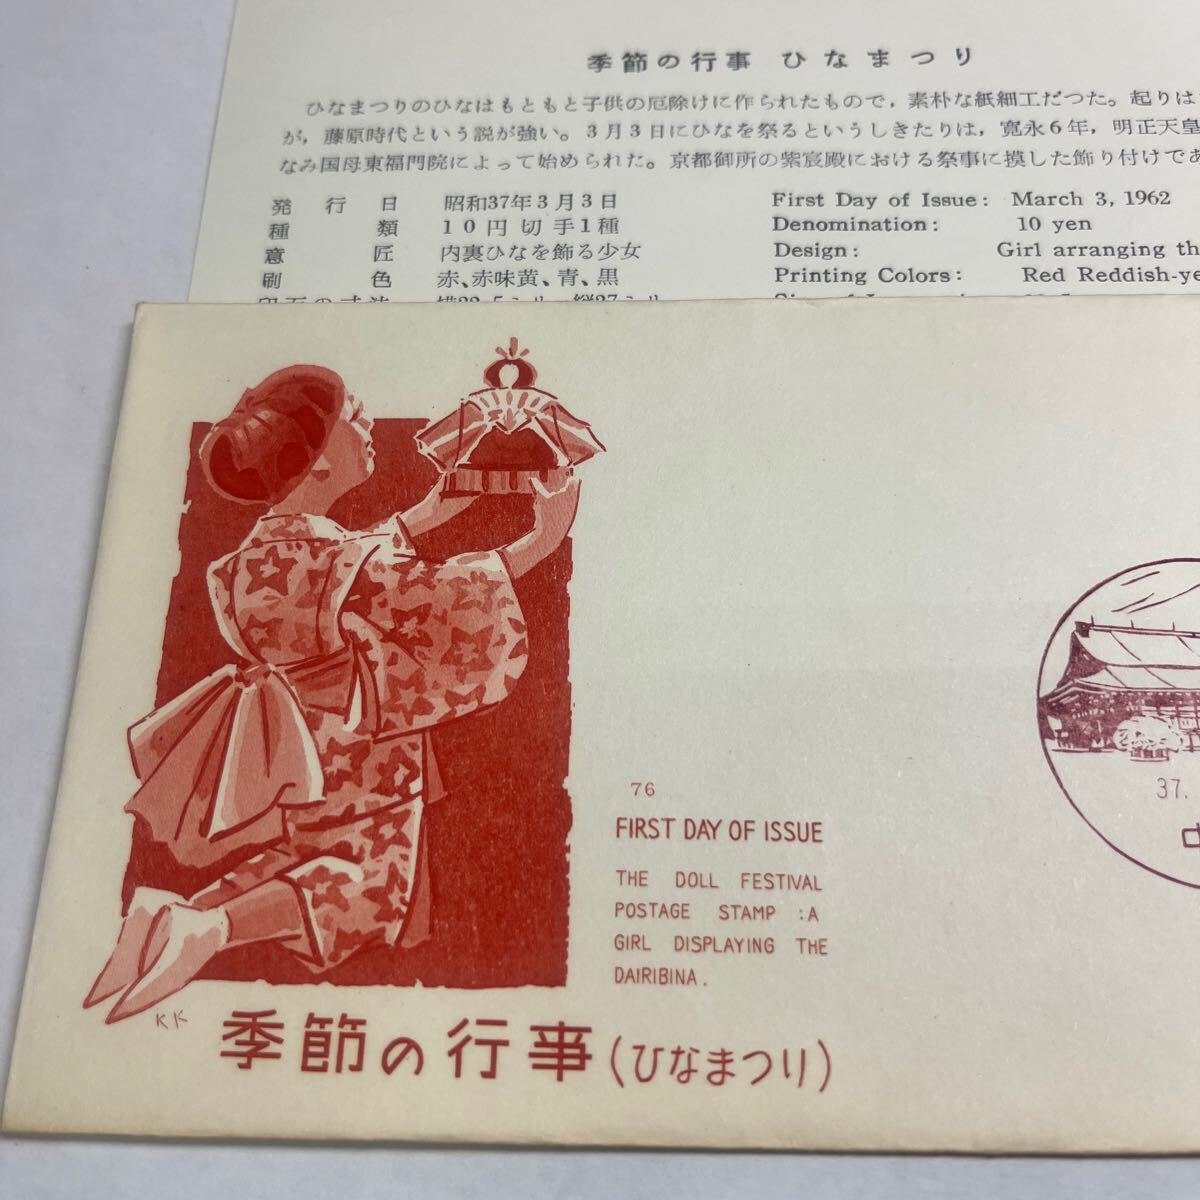 季節の行事 ひなまつり
ひなまつりのひなはもともと子供の厄除けに作られたもので，素朴な紙細工だつた。起りは
が，藤原時代という説が強い。3月3日にひなを祭るというしきたりは，寛永6年，明正天皇
なみ国母東福門院によって始められた。京都御所の紫宸殿における祭事に摸した飾り付けであ
発行日 昭和37年3月3日
種類 10円切手1種
意匠 内裏ひなを飾る少女
刷色 赤、赤味黄、青、黒
First Day of Issue: March 3, 1962
Denomination: 10 yen
Design: Girl arranging th
Printing Colors: Red Reddish-ye
76
FIRST DAY OF ISSUE
THE DOLL FESTIVAL
POSTAGE STAMP :A
GIRL DISPLAYING THE
DAIRIBINA.
KK
季節の行事(ひなまつり)
37.